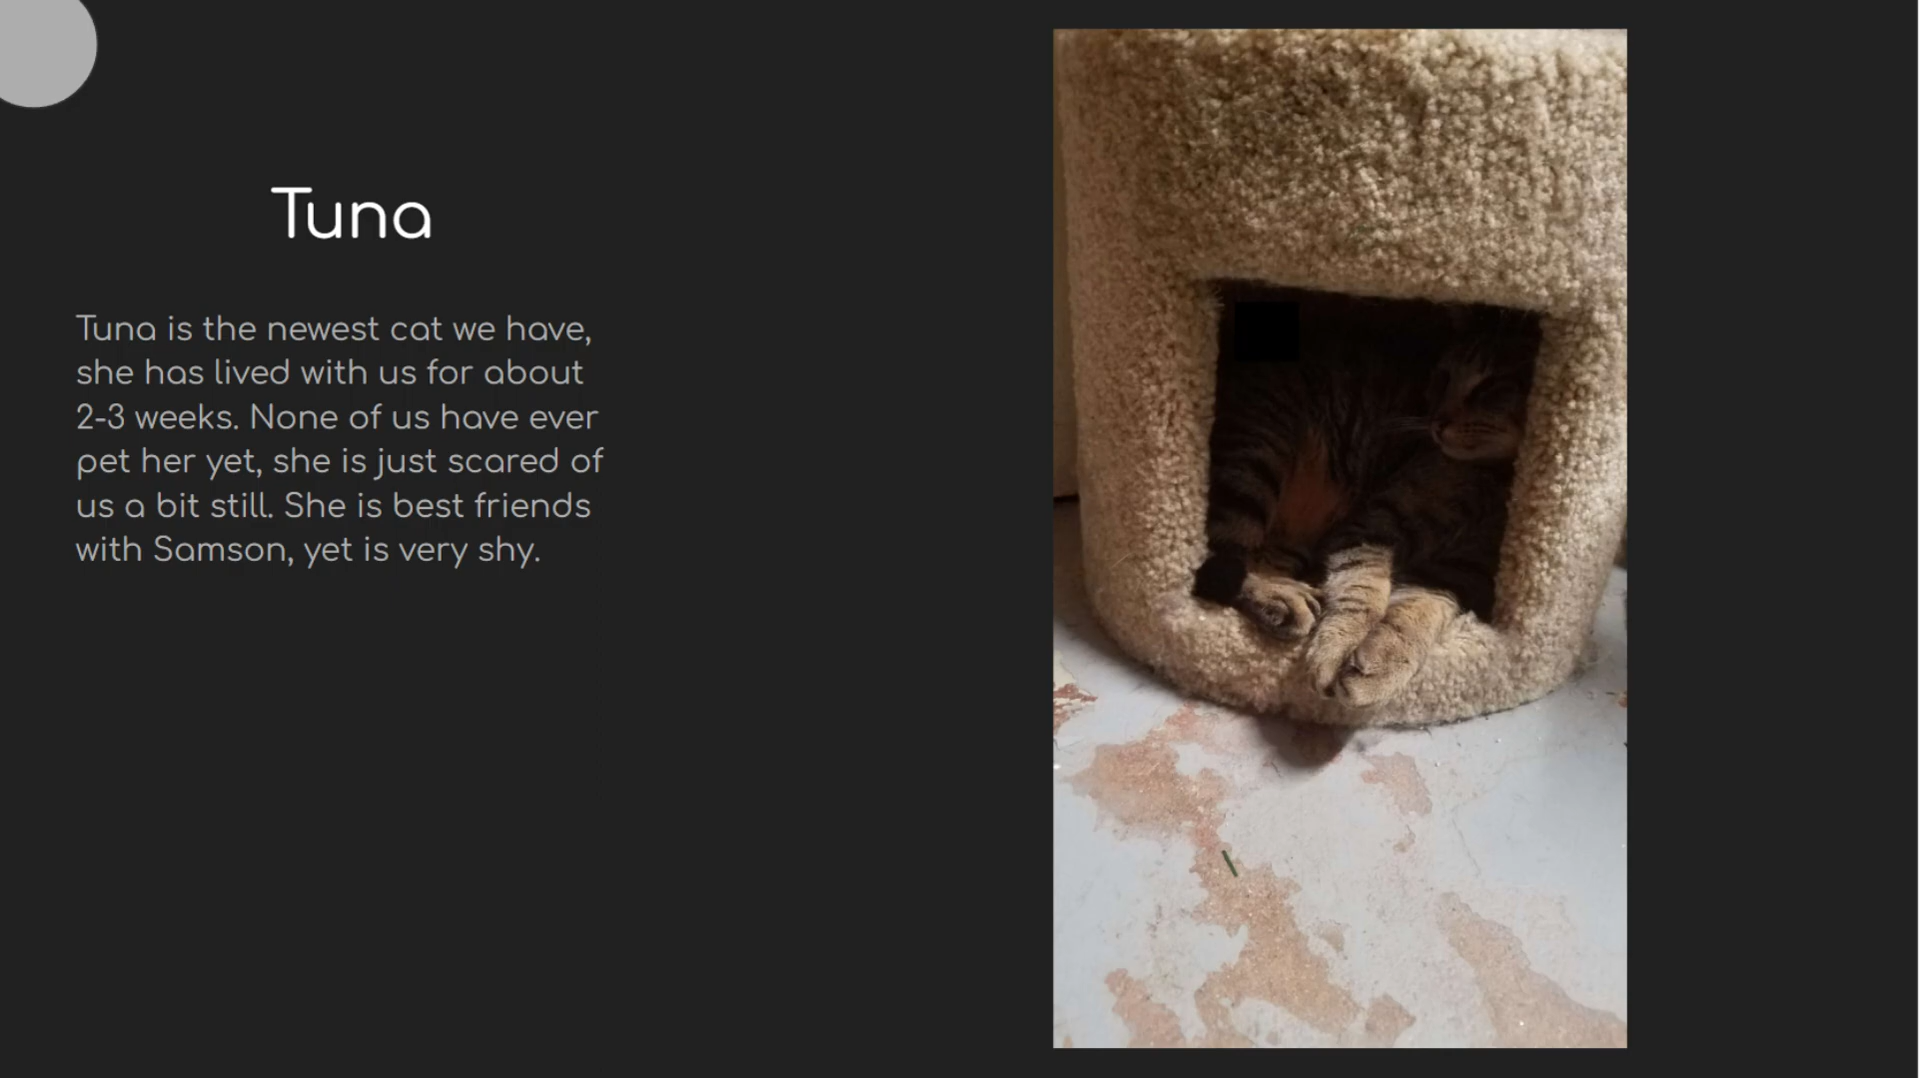 Tuna
Tuna is the newest cat we have,
she has lived with us for about
2-3 weeks. None of us have ever
pet her yet, she is just scared of
us a bit still. She is best friends
with Samson, yet is very shy.